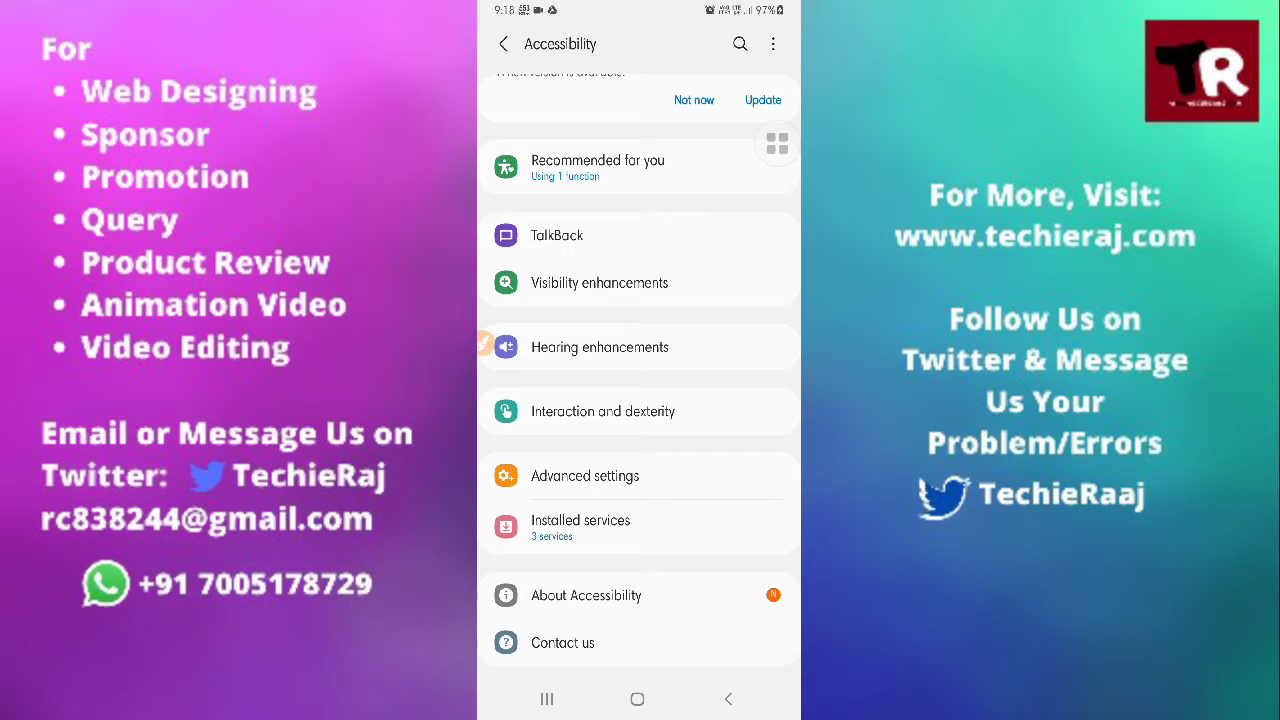 For
• Web Designing
• Sponsor
• Promotion
• Query
• Product Review
• Animation Video
• Video Editing
Email or Message Us on
Twitter: TechieRaj
rc838244@gmail.com
+91 7005178729
9:18
97%
Accessibility
Not now
Update
Recommended for you
Using 1 function
TalkBack
Visibility enhancements
Hearing enhancements
Interaction and dexterity
Advanced settings
Installed services
3 services
About Accessibility
N
Contact us
TR
For More, Visit:
www.techieraj.com
Follow Us on
Twitter & Message
Us Your
Problem/Errors
TechieRaaj